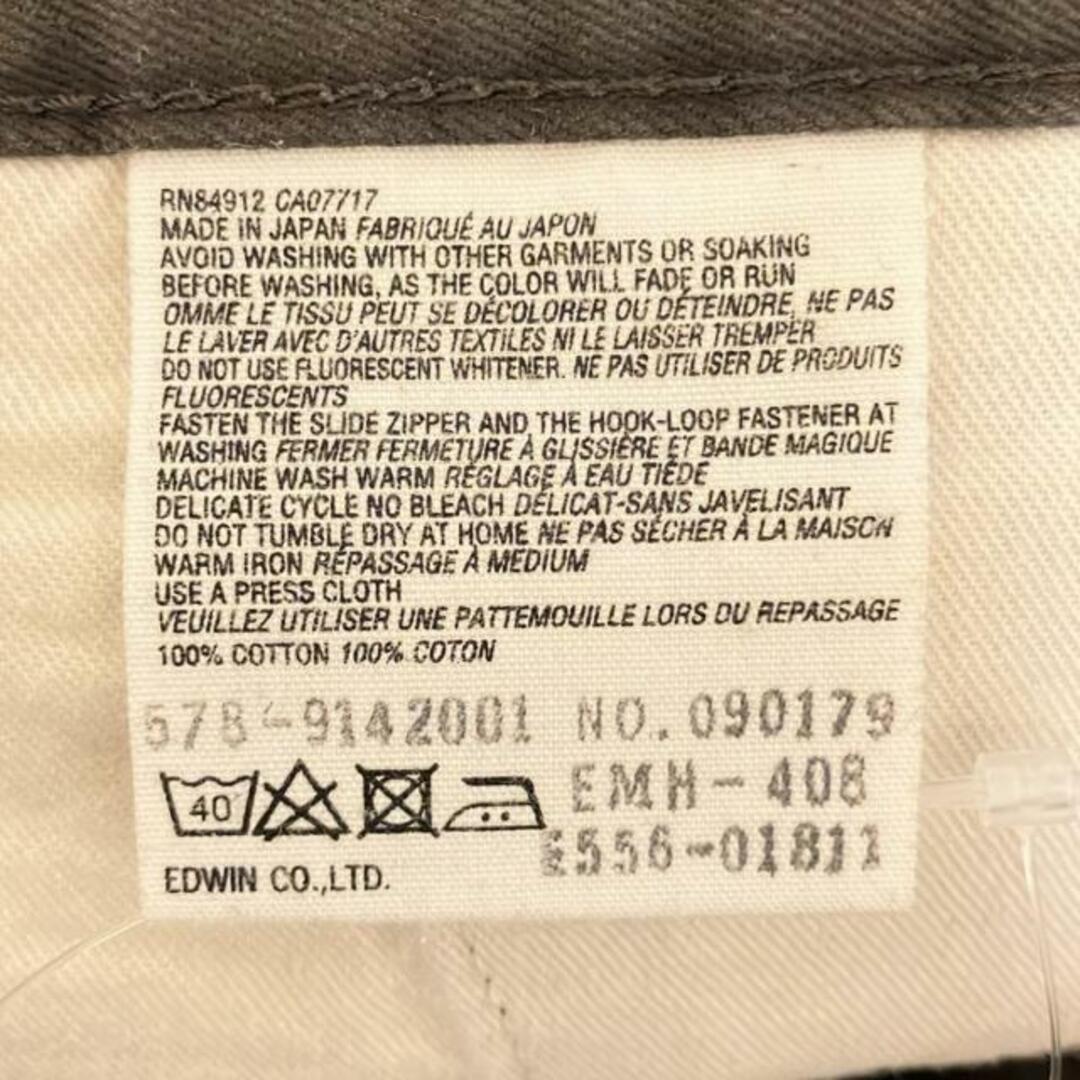 RN84912 CA07717
MADE IN JAPAN FABRIQUÉ AU JAPON
AVOID WASHING WITH OTHER GARMENTS OR SOAKING
BEFORE WASHING, AS THE COLOR WILL FADE OR RUN
OMME LE TISSU PEUT SE DÉCOLORER OU DÉTEINDRE, NE PAS
LE LAVER AVEC D'AUTRES TEXTILES NI LE LAISSER TREMPER
DO NOT USE FLUORESCENT WHITENER. NE PAS UTILISER DE PRODUITS
FLUORESCENTS
FASTEN THE SLIDE ZIPPER AND THE HOOK-LOOP FASTENER AT
WASHING FERMER FERMETURE À GLISSIÈRE ET BANDE MAGIQUE
MACHINE WASH WARM RÉGLAGE À EAU TIÈDE
DELICATE CYCLE NO BLEACH DÉLICAT-SANS JAVELISANT
DO NOT TUMBLE DRY AT HOME NE PAS SÉCHER À LA MAISON
WARM IRON RÉPASSAGE À MEDIUM
USE A PRESS CLOTH
VEUILLEZ UTILISER UNE PATTEMOUILLE LORS DU REPASSAGE
100% COTTON 100% COTON
578-9142001 NO.090179
40 EMH-408
E556-01811
EDWIN CO.,LTD.